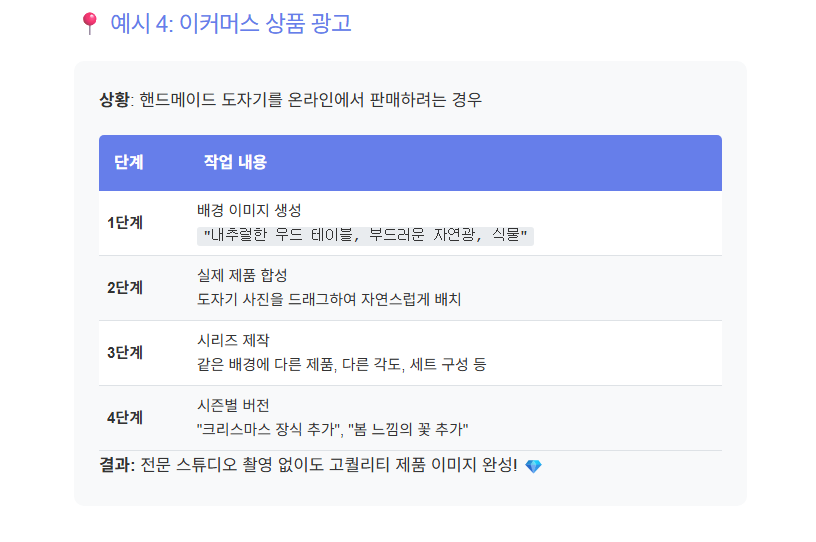 📍 예시 4: 이커머스 상품 광고
상황: 핸드메이드 도자기를 온라인에서 판매하려는 경우
단계 작업 내용
1단계
배경 이미지 생성
"내추럴한 우드 테이블, 부드러운 자연광, 식물"
2단계
실제 제품 합성
도자기 사진을 드래그하여 자연스럽게 배치
3단계
시리즈 제작
같은 배경에 다른 제품, 다른 각도, 세트 구성 등
4단계
시즌별 버전
"크리스마스 장식 추가", "봄 느낌의 꽃 추가"
결과: 전문 스튜디오 촬영 없이도 고퀄리티 제품 이미지 완성! 💎